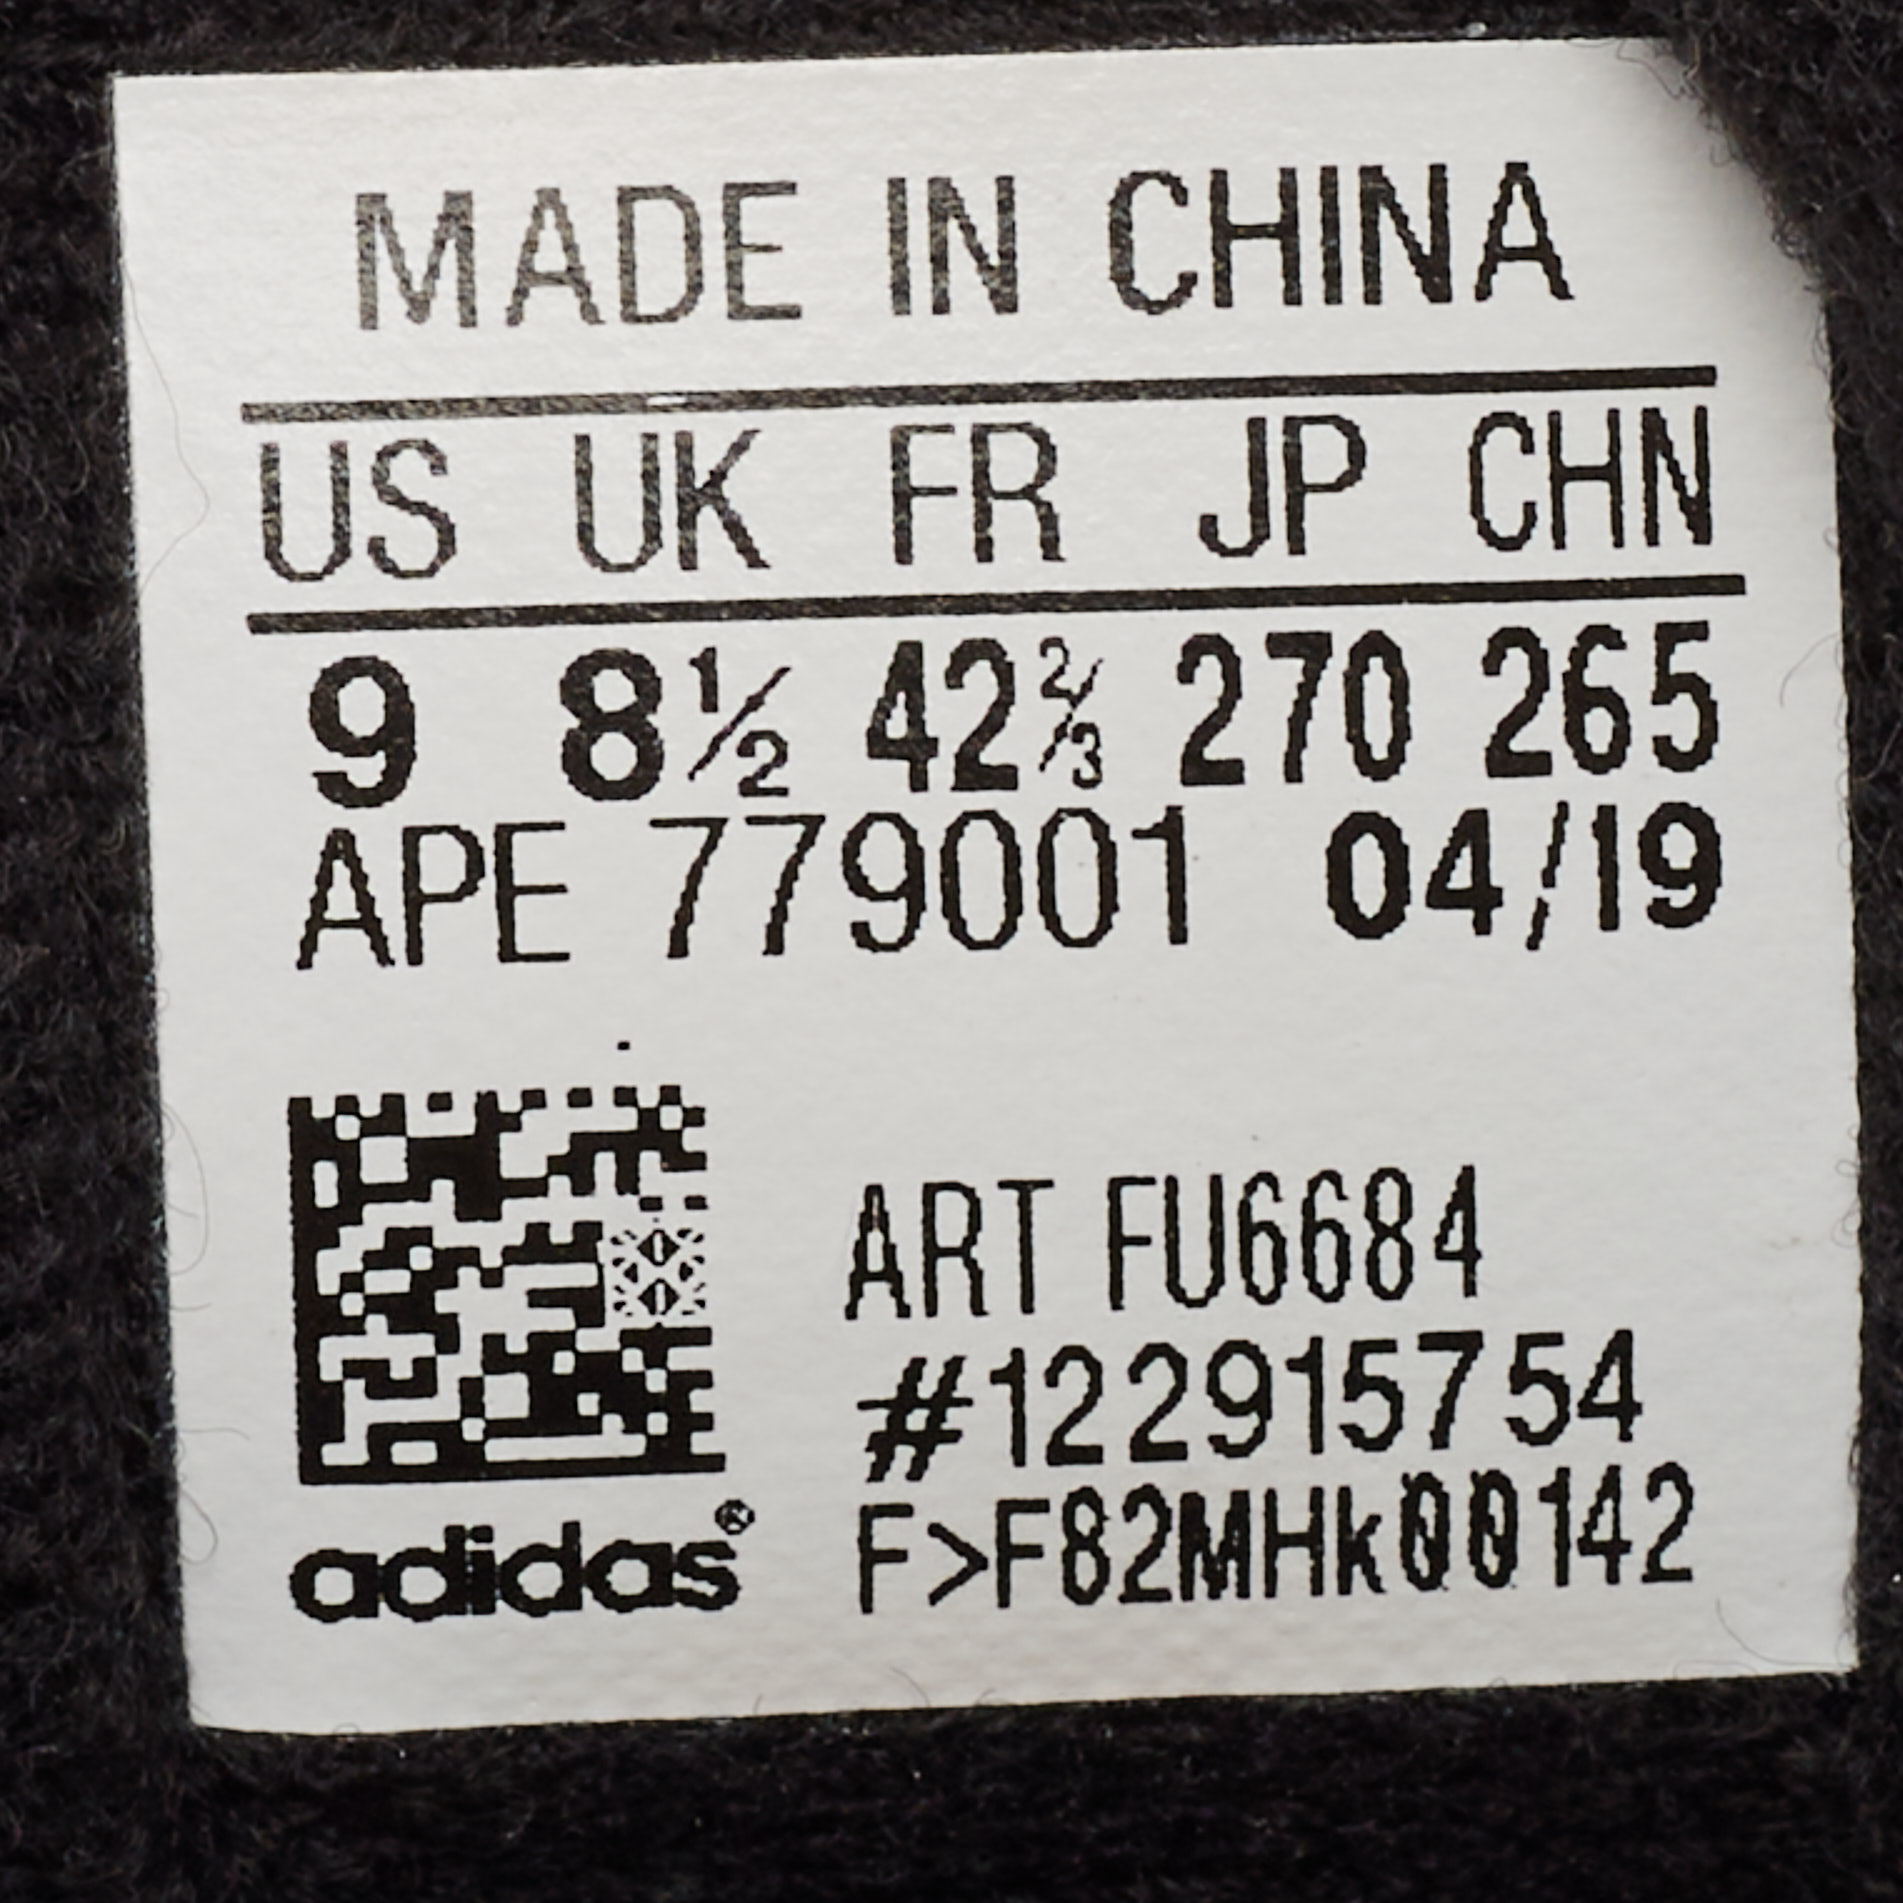 MADE IN CHINA
US UK FR JP CHN
9 8½ 42⅔ 270 265
APE 779001 04/19
ART FU6684
#122915754
F>F82MHk00142
adidas®